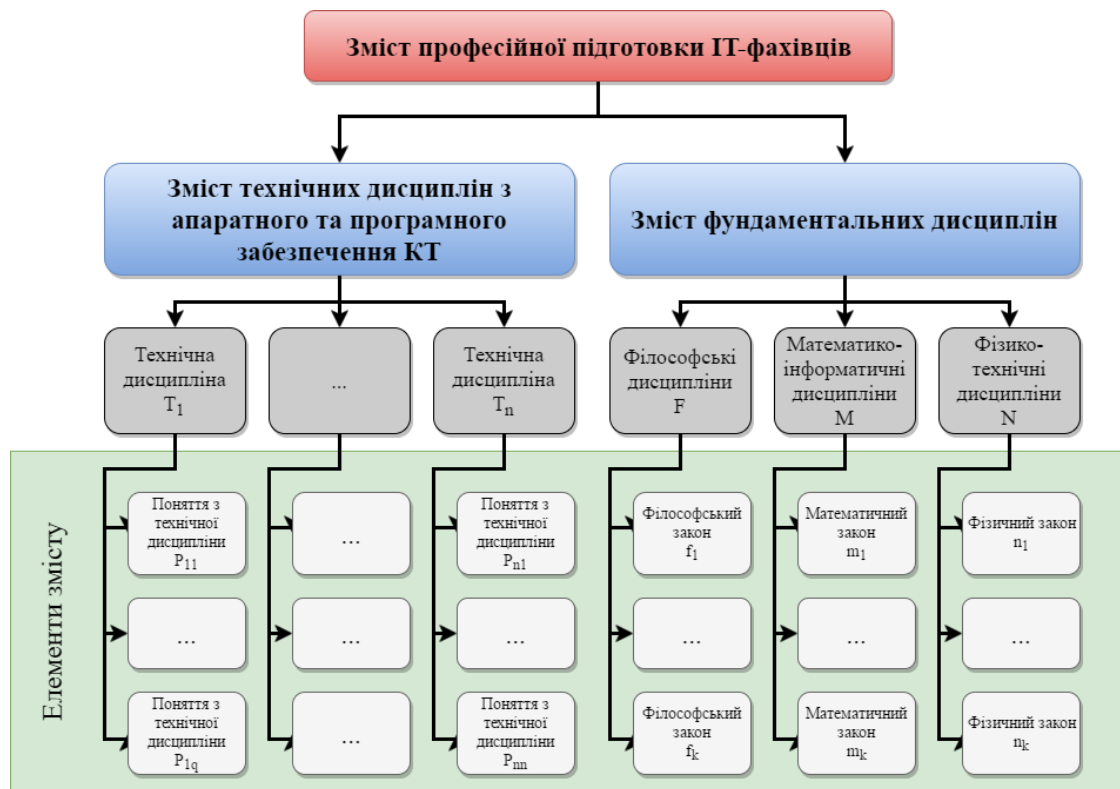 Зміст професійної підготовки ІТ-фахівців
Зміст технічних дисциплін з
апаратного та програмного
забезпечення КТ
Зміст фундаментальних дисциплін
Технічна
дисципліна
T1
...
Технічна
дисципліна
Tn
Філософські
дисципліни
F
Математико-
інформатичні
дисципліни
M
Фізико-
технічні
дисципліни
N
Елементи змісту
Поняття з
технічної
дисципліни
P11
...
Поняття з
технічної
дисципліни
Pn1
Філософський
закон
f1
Математичний
закон
m1
Фізичний закон
n1
...
...
...
...
...
...
Поняття з
технічної
дисципліни
P1q
...
Поняття з
технічної
дисципліни
Pnn
Філософський
закон
fk
Математичний
закон
mk
Фізичний закон
nk